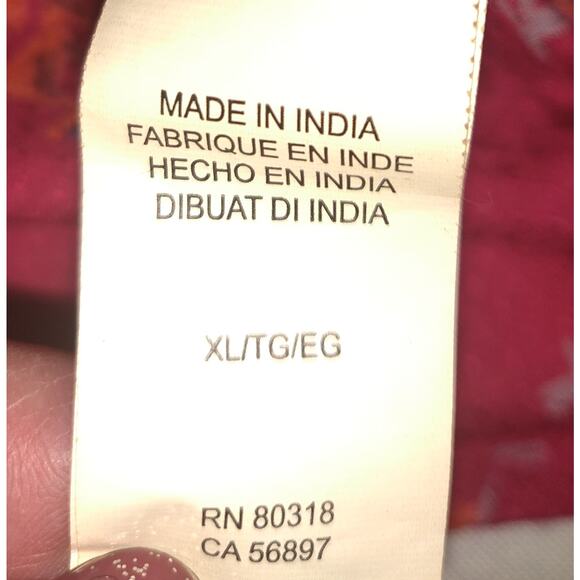 MADE IN INDIA
FABRIQUE EN INDE
HECHO EN INDIA
DIBUAT DI INDIA
XL/TG/EG
RN 80318
CA 56897